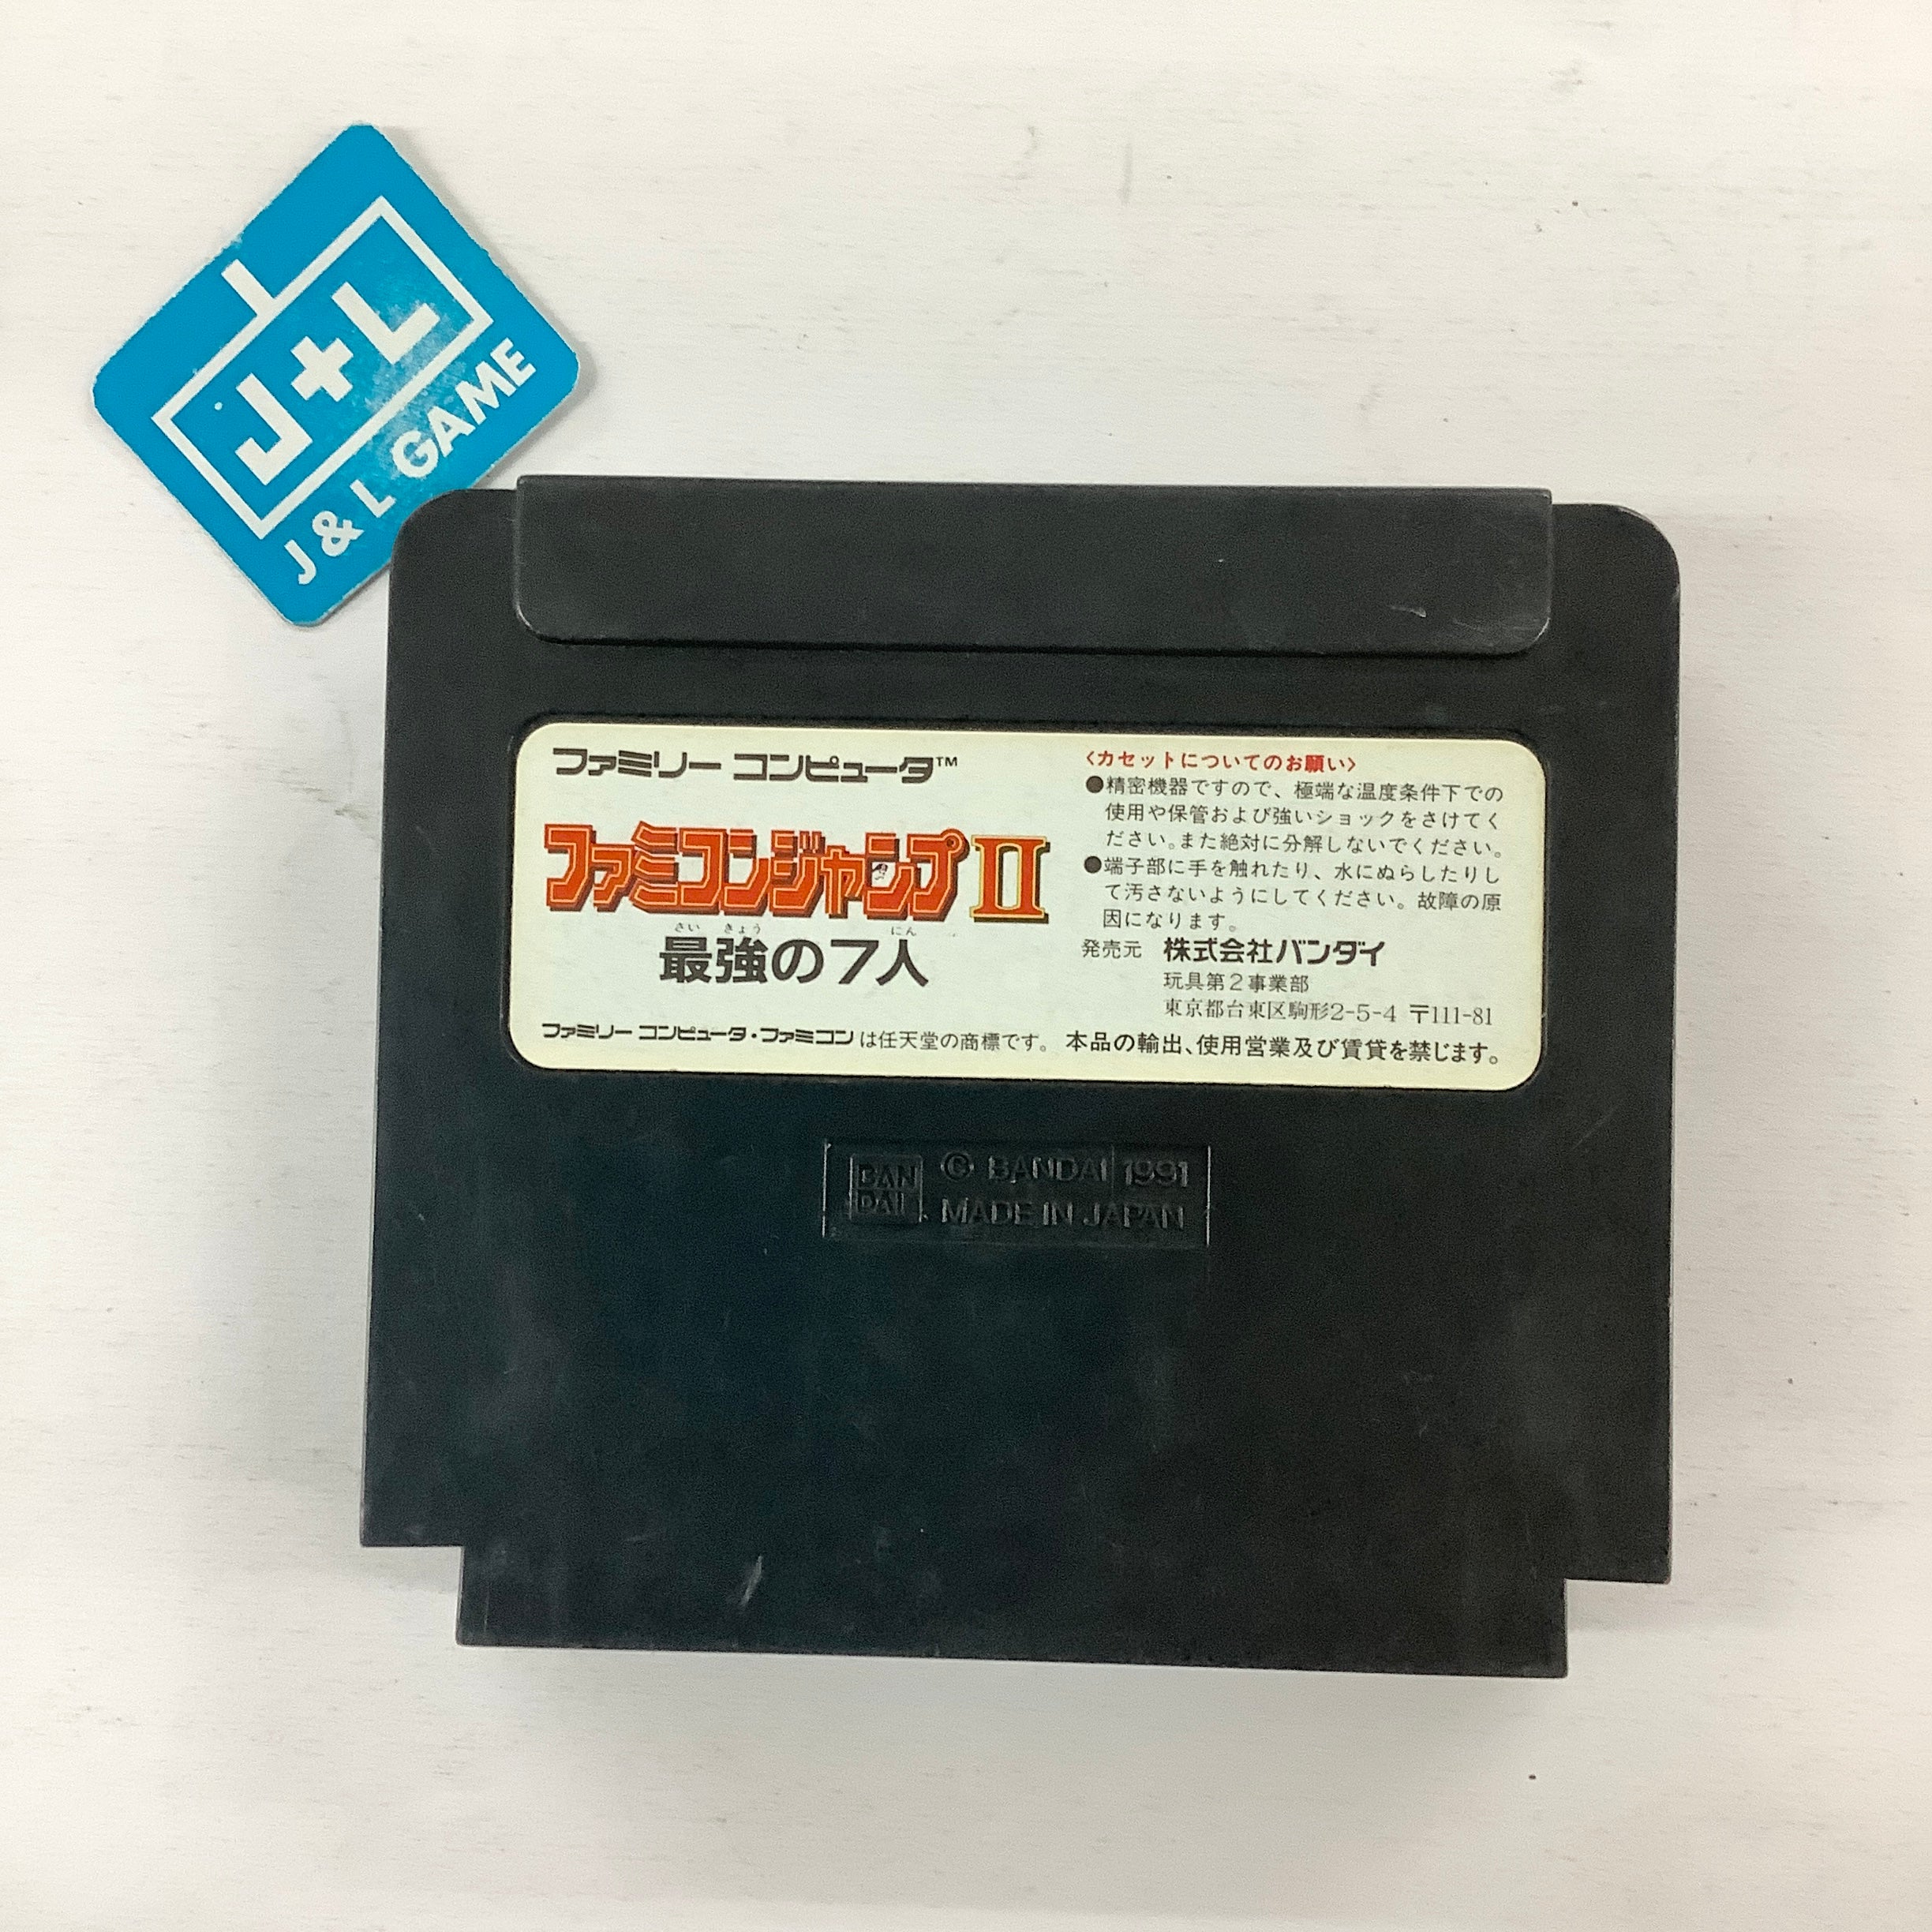 J+L
J & L GAME
ファミリー コンピュータ™
ファミコンジャンプII
さい きょう にん
最強の7人
〈カセットについてのお願い〉
●精密機器ですので、極端な温度条件下での
使用や保管および強いショックをさけてく
ださい。また絶対に分解しないでください。
●端子部に手を触れたり、水にぬらしたりし
て汚さないようにしてください。故障の原
因になります。
発売元 株式会社バンダイ
玩具第2事業部
東京都台東区駒形2-5-4 〒111-81
ファミリー コンピュータ・ファミコンは任天堂の商標です。
本品の輸出、使用営業及び賃貸を禁じます。
BAN
DAI
© BANDAI 1991
MADE IN JAPAN